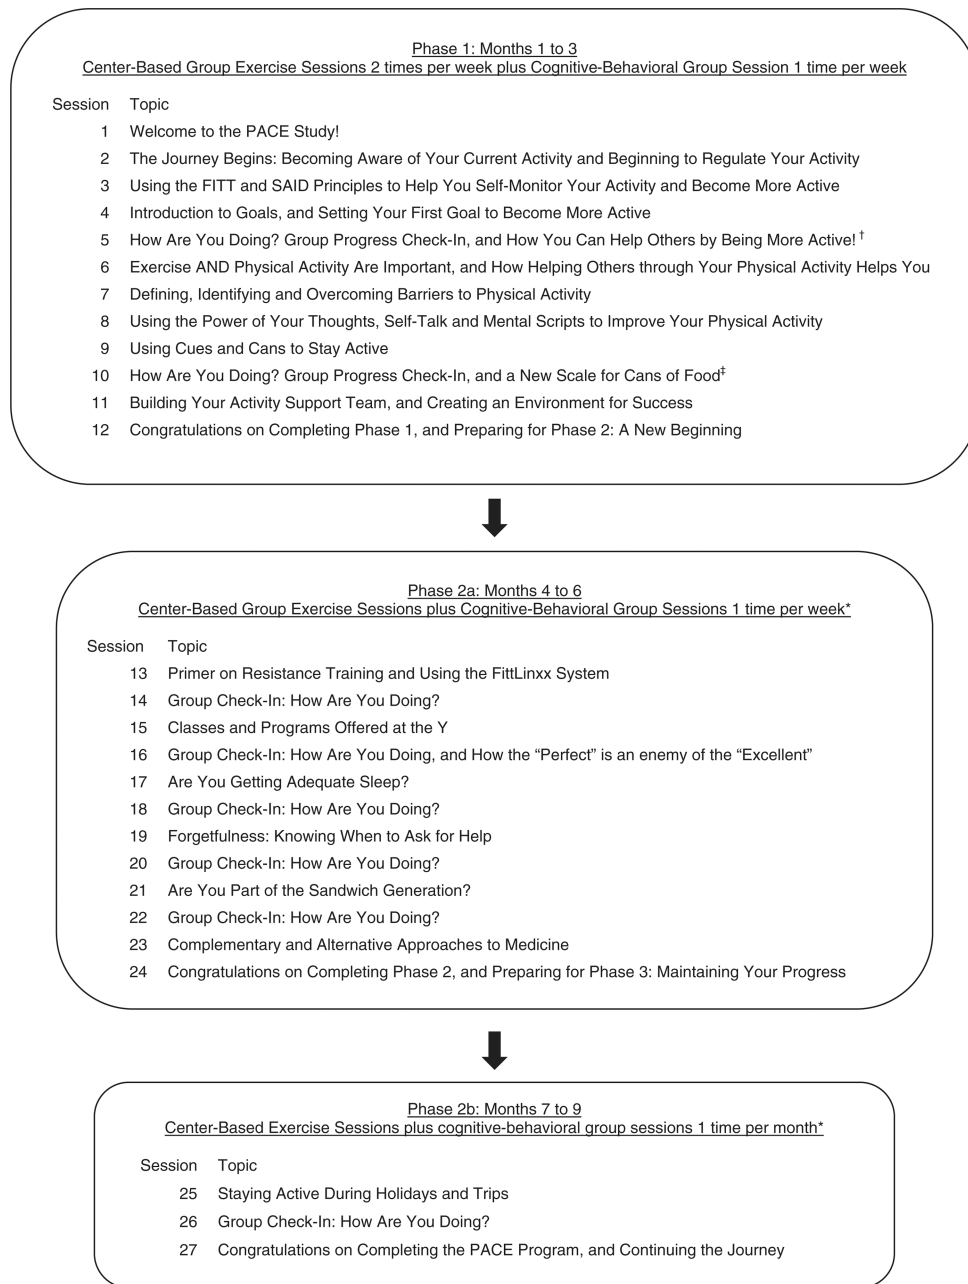 Phase 1: Months 1 to 3
Center-Based Group Exercise Sessions 2 times per week plus Cognitive-Behavioral Group Session 1 time per week
Session Topic
1 Welcome to the PACE Study!
2 The Journey Begins: Becoming Aware of Your Current Activity and Beginning to Regulate Your Activity
3 Using the FITT and SAID Principles to Help You Self-Monitor Your Activity and Become More Active
4 Introduction to Goals, and Setting Your First Goal to Become More Active
5 How Are You Doing? Group Progress Check-In, and How You Can Help Others by Being More Active! †
6 Exercise AND Physical Activity Are Important, and How Helping Others through Your Physical Activity Helps You
7 Defining, Identifying and Overcoming Barriers to Physical Activity
8 Using the Power of Your Thoughts, Self-Talk and Mental Scripts to Improve Your Physical Activity
9 Using Cues and Cans to Stay Active
10 How Are You Doing? Group Progress Check-In, and a New Scale for Cans of Food‡
11 Building Your Activity Support Team, and Creating an Environment for Success
12 Congratulations on Completing Phase 1, and Preparing for Phase 2: A New Beginning
Phase 2a: Months 4 to 6
Center-Based Group Exercise Sessions plus Cognitive-Behavioral Group Sessions 1 time per week*
Session Topic
13 Primer on Resistance Training and Using the FittLinxx System
14 Group Check-In: How Are You Doing?
15 Classes and Programs Offered at the Y
16 Group Check-In: How Are You Doing, and How the “Perfect” is an enemy of the “Excellent”
17 Are You Getting Adequate Sleep?
18 Group Check-In: How Are You Doing?
19 Forgetfulness: Knowing When to Ask for Help
20 Group Check-In: How Are You Doing?
21 Are You Part of the Sandwich Generation?
22 Group Check-In: How Are You Doing?
23 Complementary and Alternative Approaches to Medicine
24 Congratulations on Completing Phase 2, and Preparing for Phase 3: Maintaining Your Progress
Phase 2b: Months 7 to 9
Center-Based Exercise Sessions plus cognitive-behavioral group sessions 1 time per month*
Session Topic
25 Staying Active During Holidays and Trips
26 Group Check-In: How Are You Doing?
27 Congratulations on Completing the PACE Program, and Continuing the Journey